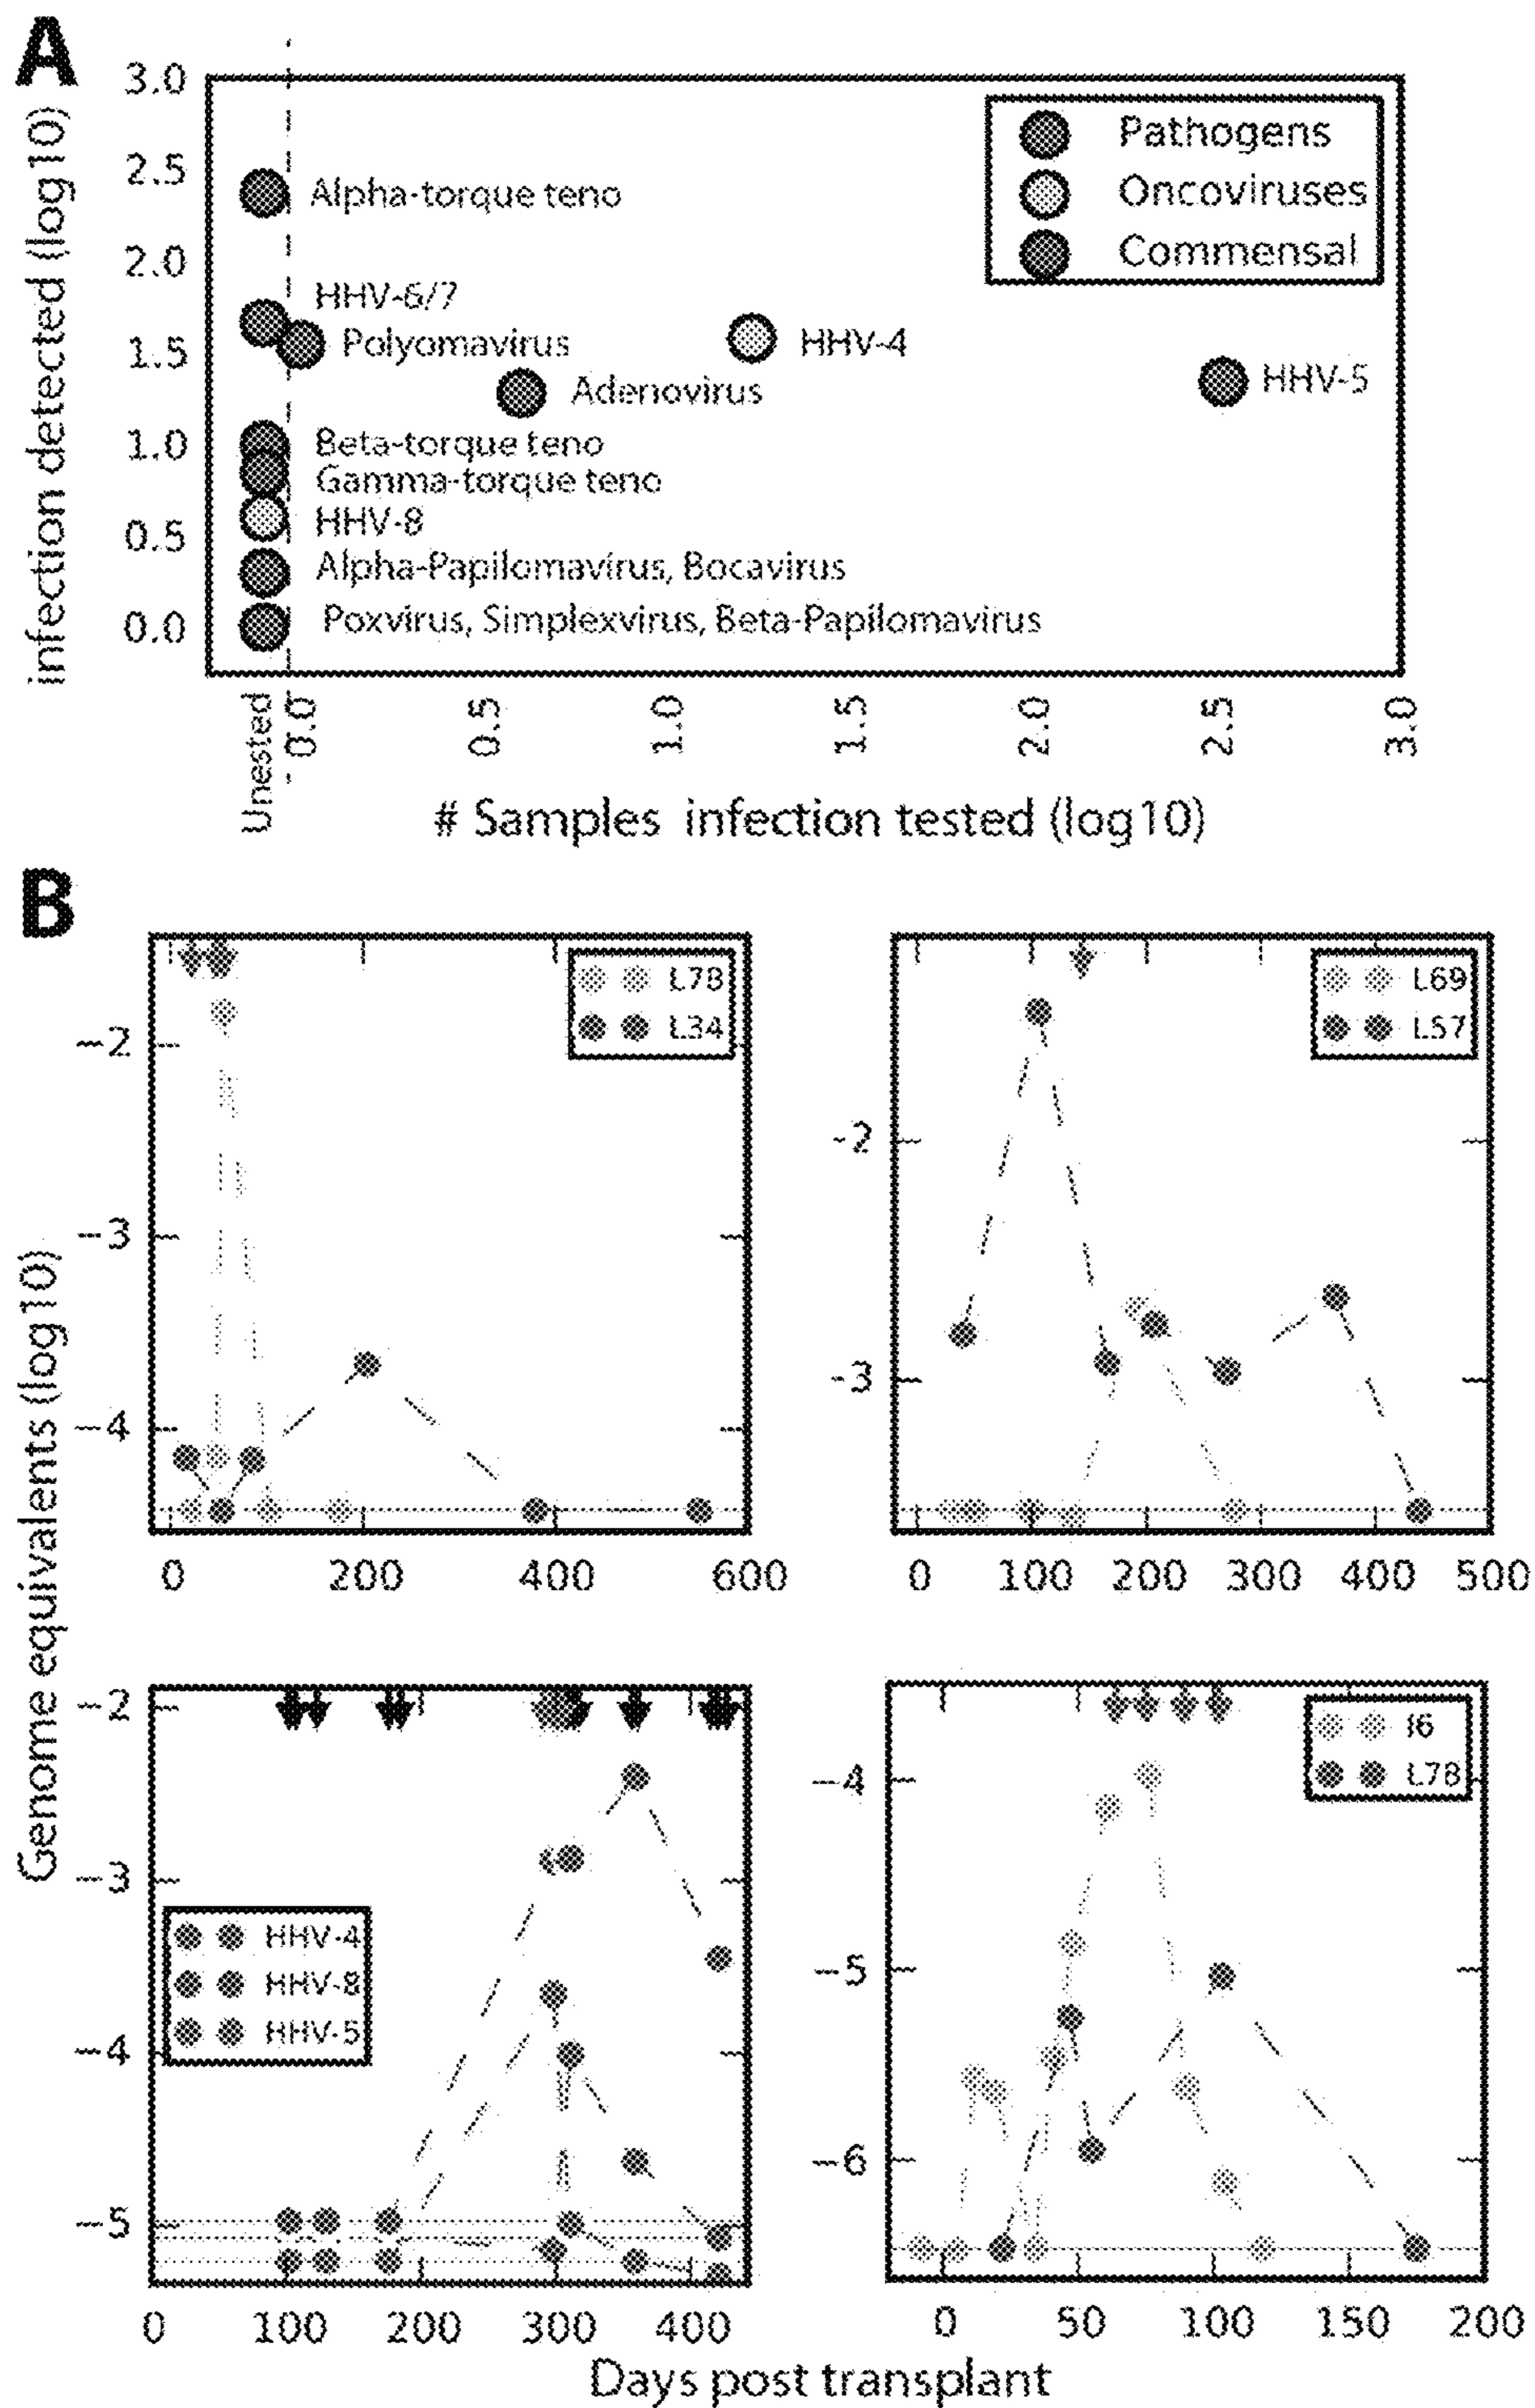 A
infection detected (log10)
3.0
2.5
2.0
1.5
1.0
0.5
0.0
Pathogens
Oncoviruses
Commensal
Alpha-torque teno
HHV-6/7
Polyomavirus
HHV-4
Adenovirus
HHV-5
Beta-torque teno
Gamma-torque teno
HHV-8
Alpha-Papilomavirus, Bocavirus
Poxvirus, Simplexvirus, Beta-Papilomavirus
Unested
0.0
0.5
1.0
1.5
2.0
2.5
3.0
# Samples infection tested (log10)
B
Genome equivalents (log10)
L78
L34
-2
-3
-4
0 200 400 600
L69
L57
-2
-3
0 100 200 300 400 500
-2
-3
-4
-5
HHV-4
HHV-8
HHV-5
0 100 200 300 400
I6
L78
-4
-5
-6
0 50 100 150 200
Days post transplant